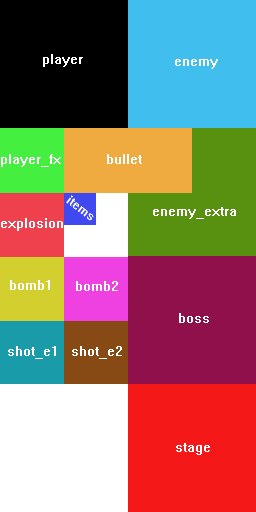 player
enemy
player_fx
bullet
items
explosion
enemy_extra
bomb1
bomb2
boss
shot_e1
shot_e2
stage